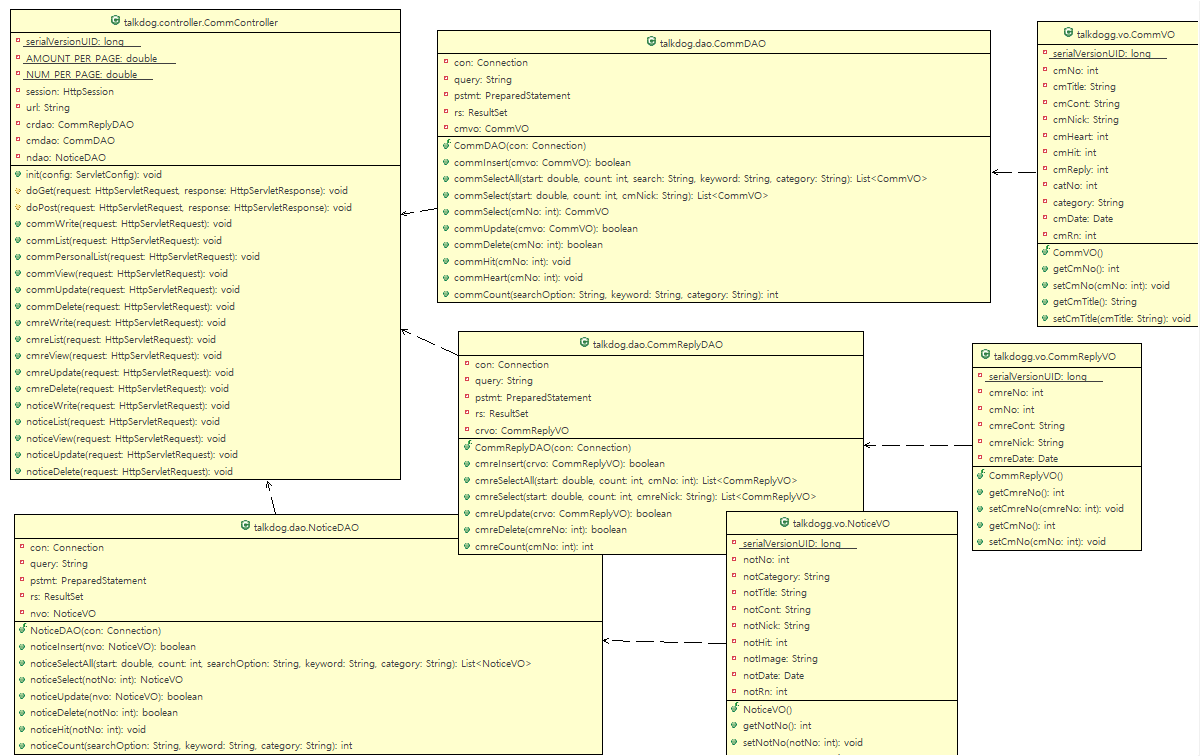 talkdog.controller.CommController
serialVersionUID: long
AMOUNT_PER_PAGE: double
NUM_PER_PAGE: double
session: HttpSession
url: String
crdao: CommReplyDAO
cmdao: CommDAO
ndao: NoticeDAO
init(config: ServletConfig): void
doGet(request: HttpServletRequest, response: HttpServletResponse): void
doPost(request: HttpServletRequest, response: HttpServletResponse): void
commWrite(request: HttpServletRequest): void
commList(request: HttpServletRequest): void
commPersonalList(request: HttpServletRequest): void
commView(request: HttpServletRequest): void
commUpdate(request: HttpServletRequest): void
commDelete(request: HttpServletRequest): void
cmreWrite(request: HttpServletRequest): void
cmreList(request: HttpServletRequest): void
cmreView(request: HttpServletRequest): void
cmreUpdate(request: HttpServletRequest): void
cmreDelete(request: HttpServletRequest): void
noticeWrite(request: HttpServletRequest): void
noticeList(request: HttpServletRequest): void
noticeView(request: HttpServletRequest): void
noticeUpdate(request: HttpServletRequest): void
noticeDelete(request: HttpServletRequest): void
talkdog.dao.CommDAO
con: Connection
query: String
pstmt: PreparedStatement
rs: ResultSet
cmvo: CommVO
CommDAO(con: Connection)
commInsert(cmvo: CommVO): boolean
commSelectAll(start: double, count: int, search: String, keyword: String, category: String): List<CommVO>
commSelect(start: double, count: int, cmNick: String): List<CommVO>
commSelect(cmNo: int): CommVO
commUpdate(cmvo: CommVO): boolean
commDelete(cmNo: int): boolean
commHit(cmNo: int): void
commHeart(cmNo: int): void
commCount(searchOption: String, keyword: String, category: String): int
talkdogg.vo.CommVO
serialVersionUID: long
cmNo: int
cmTitle: String
cmCont: String
cmNick: String
cmHeart: int
cmHit: int
cmReply: int
catNo: int
category: String
cmDate: Date
cmRn: int
CommVO()
getCmNo(): int
setCmNo(cmNo: int): void
getCmTitle(): String
setCmTitle(cmTitle: String): void
talkdog.dao.CommReplyDAO
con: Connection
query: String
pstmt: PreparedStatement
rs: ResultSet
crvo: CommReplyVO
CommReplyDAO(con: Connection)
cmreInsert(crvo: CommReplyVO): boolean
cmreSelectAll(start: double, count: int, cmNo: int): List<CommReplyVO>
cmreSelect(start: double, count: int, cmreNick: String): List<CommReplyVO>
cmreUpdate(crvo: CommReplyVO): boolean
cmreDelete(cmreNo: int): boolean
cmreCount(cmNo: int): int
talkdogg.vo.CommReplyVO
serialVersionUID: long
cmreNo: int
cmNo: int
cmreCont: String
cmreNick: String
cmreDate: Date
CommReplyVO()
getCmreNo(): int
setCmreNo(cmreNo: int): void
getCmNo(): int
setCmNo(cmNo: int): void
talkdog.dao.NoticeDAO
con: Connection
query: String
pstmt: PreparedStatement
rs: ResultSet
nvo: NoticeVO
NoticeDAO(con: Connection)
noticeInsert(nvo: NoticeVO): boolean
noticeSelectAll(start: double, count: int, searchOption: String, keyword: String, category: String): List<NoticeVO>
noticeSelect(notNo: int): NoticeVO
noticeUpdate(nvo: NoticeVO): boolean
noticeDelete(notNo: int): boolean
noticeHit(notNo: int): void
noticeCount(searchOption: String, keyword: String, category: String): int
talkdogg.vo.NoticeVO
serialVersionUID: long
notNo: int
notCategory: String
notTitle: String
notCont: String
notNick: String
notHit: int
notImage: String
notDate: Date
notRn: int
NoticeVO()
getNotNo(): int
setNotNo(notNo: int): void